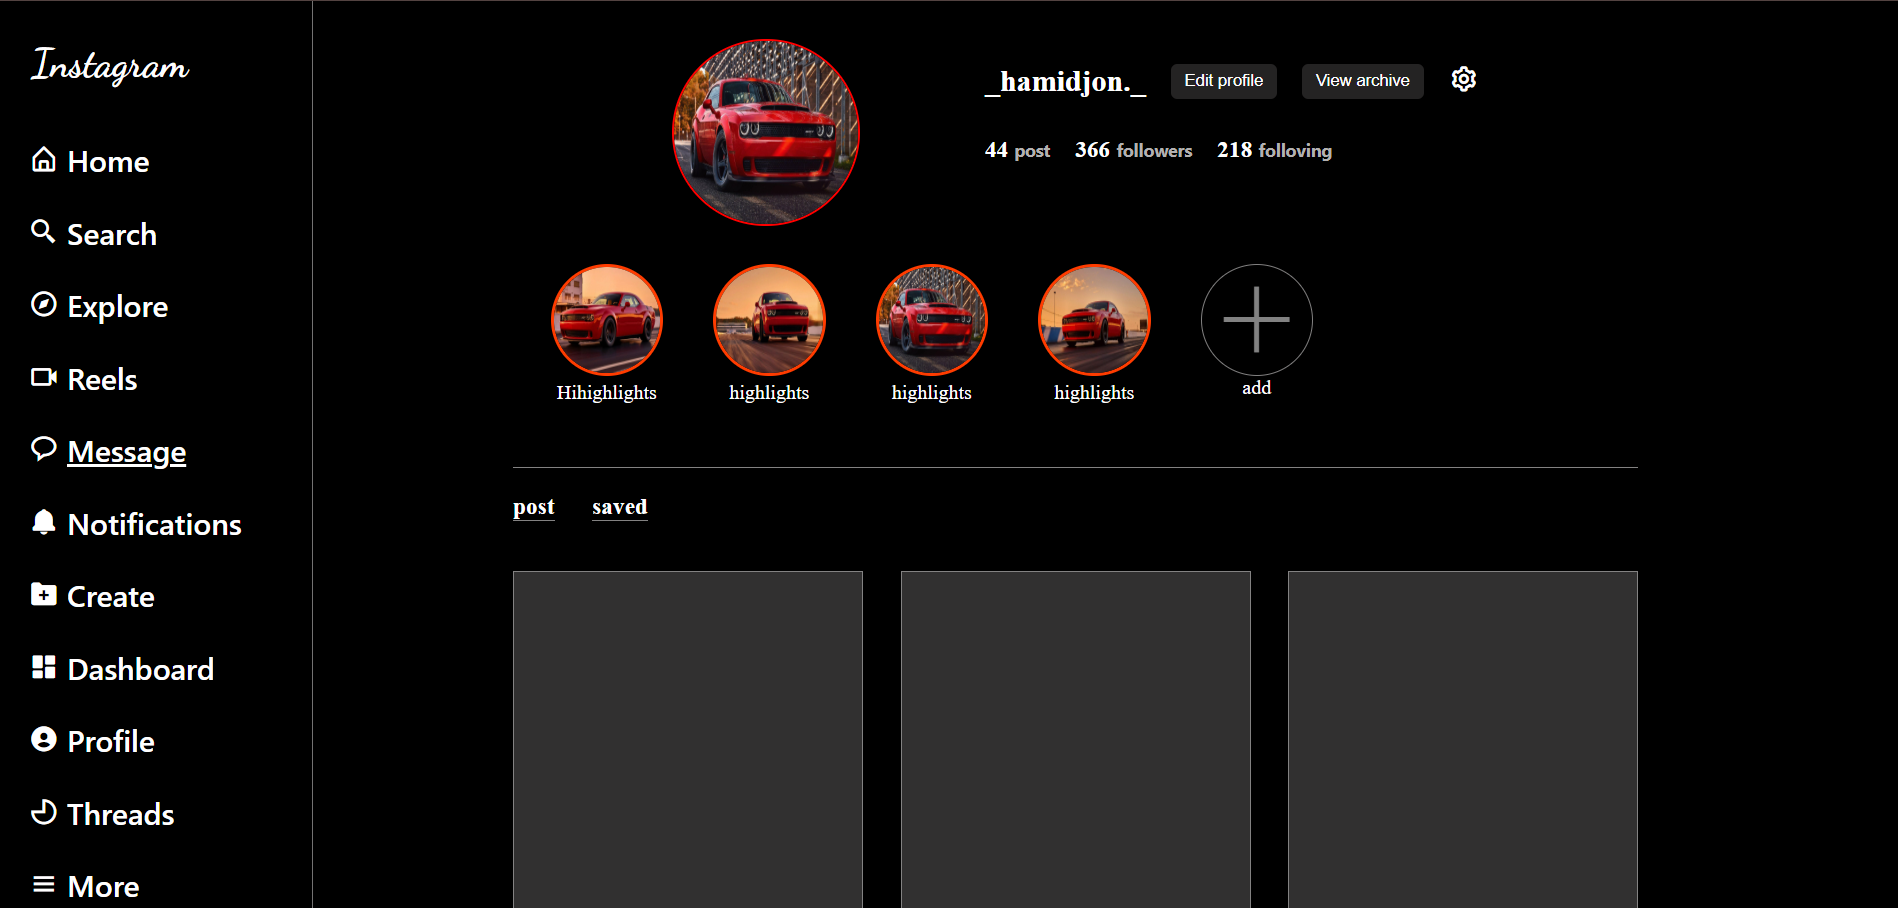 Instagram
Home
Search
Explore
Reels
Message
Notifications
Create
Dashboard
Profile
Threads
More
_hamidjon._ Edit profile View archive
44 post 366 followers 218 folloving
Hihighlights highlights highlights highlights add
post saved